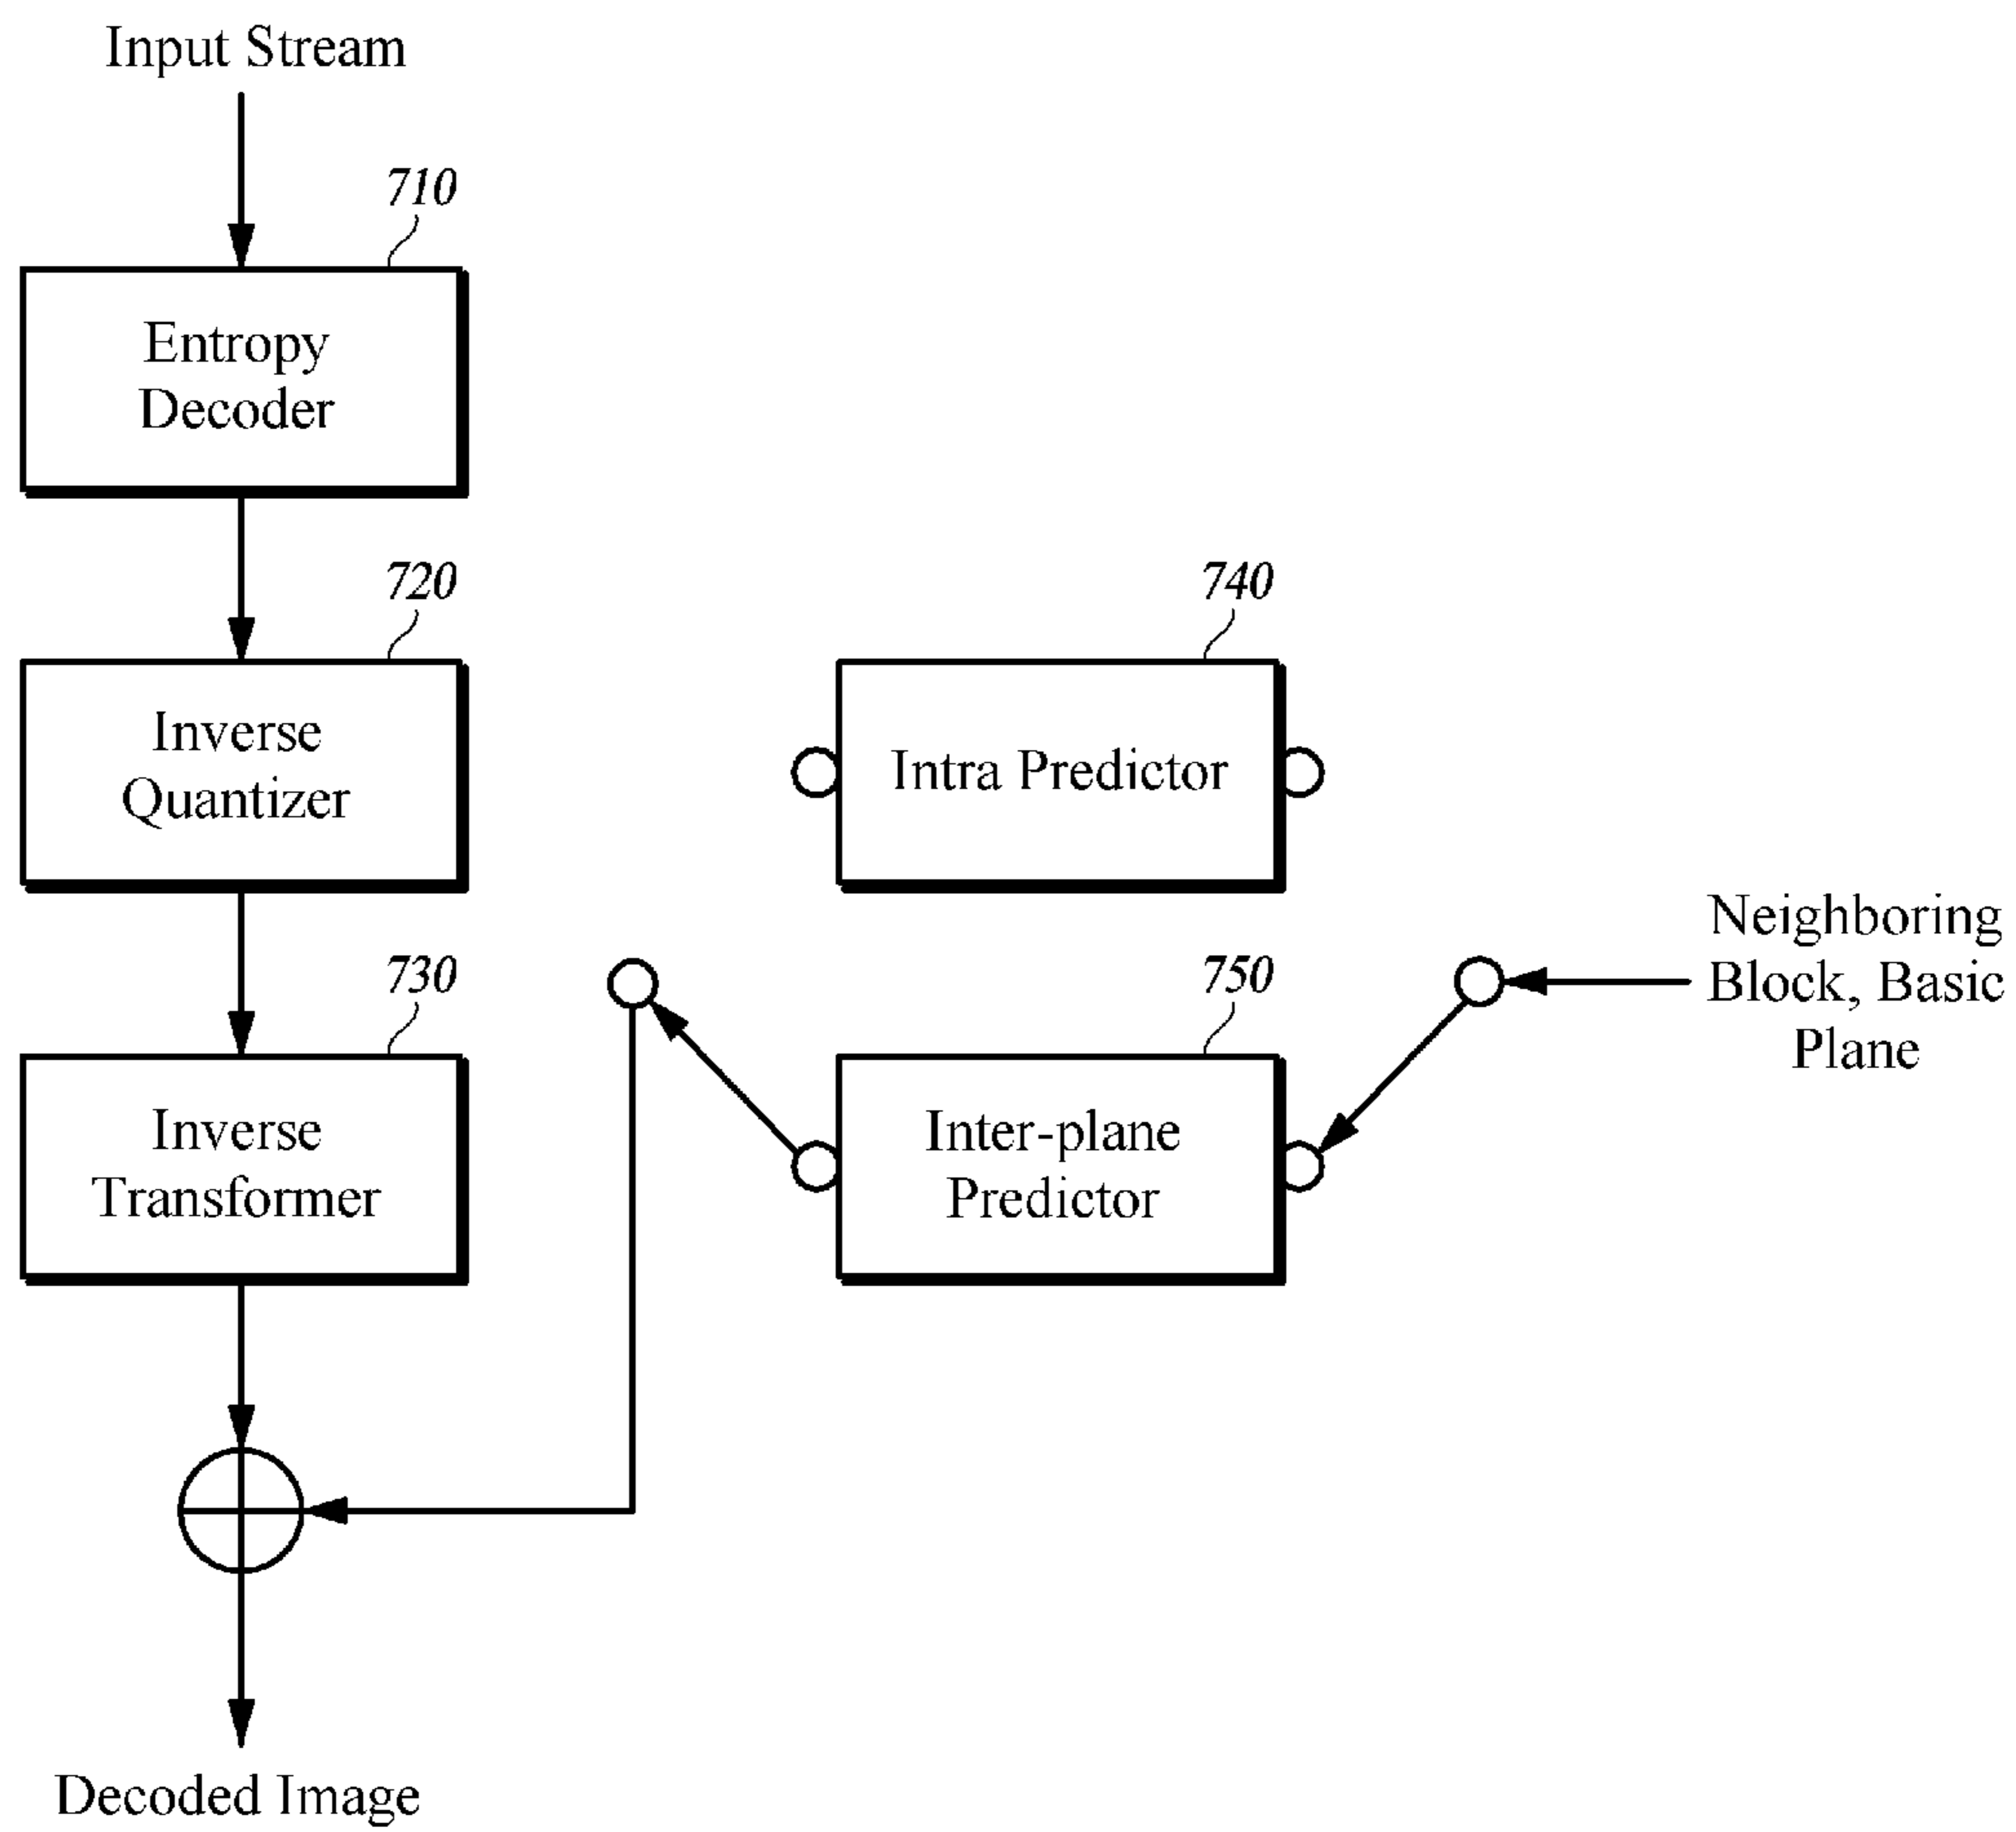 Input Stream
710
Entropy
Decoder
720
Inverse
Quantizer
740
Intra Predictor
730
Inverse
Transformer
750
Inter-plane
Predictor
Neighboring
Block, Basic
Plane
Decoded Image